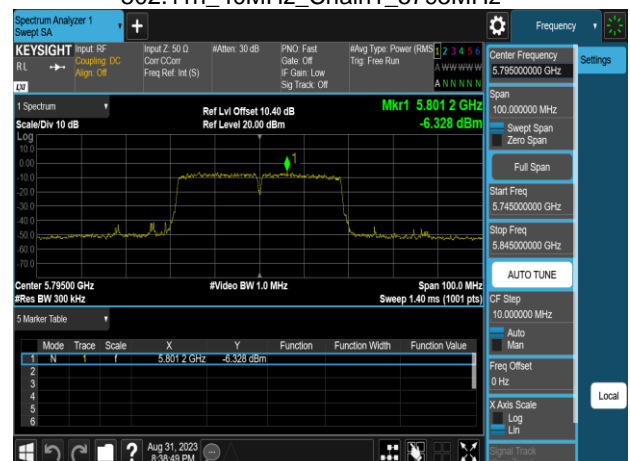 802.11n_40MHz_Chain1_5795MHz
Spectrum Analyzer 1
Swept SA
Frequency
KEYSIGHT
RL
Input: RF
Coupling: DC
Align: Off
Input Z: 50 Ω
Corr CCorr
Freq Ref: Int (S)
#Atten: 30 dB
PNO: Fast
Gate: Off
IF Gain: Low
Sig Track: Off
#Avg Type: Power (RMS
Trig: Free Run
1 2 3 4 5 6
A W W W W W
A N N N N N
LXI
Center Frequency
5.795000000 GHz
Settings
Span
100.000000 MHz
Swept Span
Zero Span
Full Span
Start Freq
5.745000000 GHz
Stop Freq
5.845000000 GHz
AUTO TUNE
CF Step
10.000000 MHz
Auto
Man
Freq Offset
0 Hz
X Axis Scale
Log
Lin
Signal Track
Local
1 Spectrum
Scale/Div 10 dB
Ref Lvl Offset 10.40 dB
Ref Level 20.00 dBm
Mkr1 5.801 2 GHz
-6.328 dBm
Log
10.0
0.00
-10.0
-20.0
-30.0
-40.0
-50.0
-60.0
-70.0
1
Center 5.79500 GHz
#Res BW 300 kHz
#Video BW 1.0 MHz
Span 100.0 MHz
Sweep 1.40 ms (1001 pts)
5 Marker Table
Mode Trace Scale X Y Function Function Width Function Value
1 N 1 f 5.801 2 GHz -6.328 dBm
2
3
4
5
6
Aug 31, 2023
8:38:49 PM